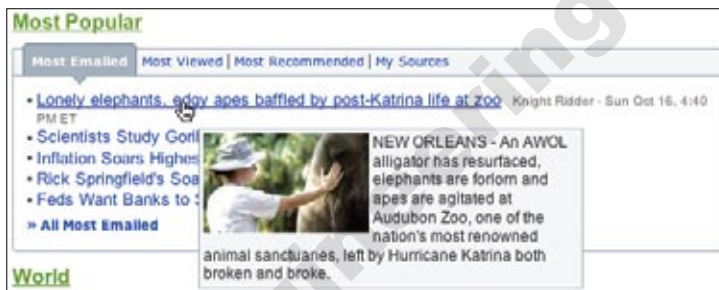 Most Popular
Most Emailed Most Viewed | Most Recommended | My Sources
• Lonely elephants, edgy apes baffled by post-Katrina life at zoo Knight Ridder - Sun Oct 16, 4:40
PM ET
• Scientists Study
• Inflation Soars
• Rick Springfield's
• Feds Want Banks to
» All Most Emailed
NEW ORLEANS - An AWOL
alligator has resurfaced,
elephants are forlorn and
apes are agitated at
Audubon Zoo, one of the
nation's most renowned
animal sanctuaries, left by Hurricane Katrina both
broken and broke.
World